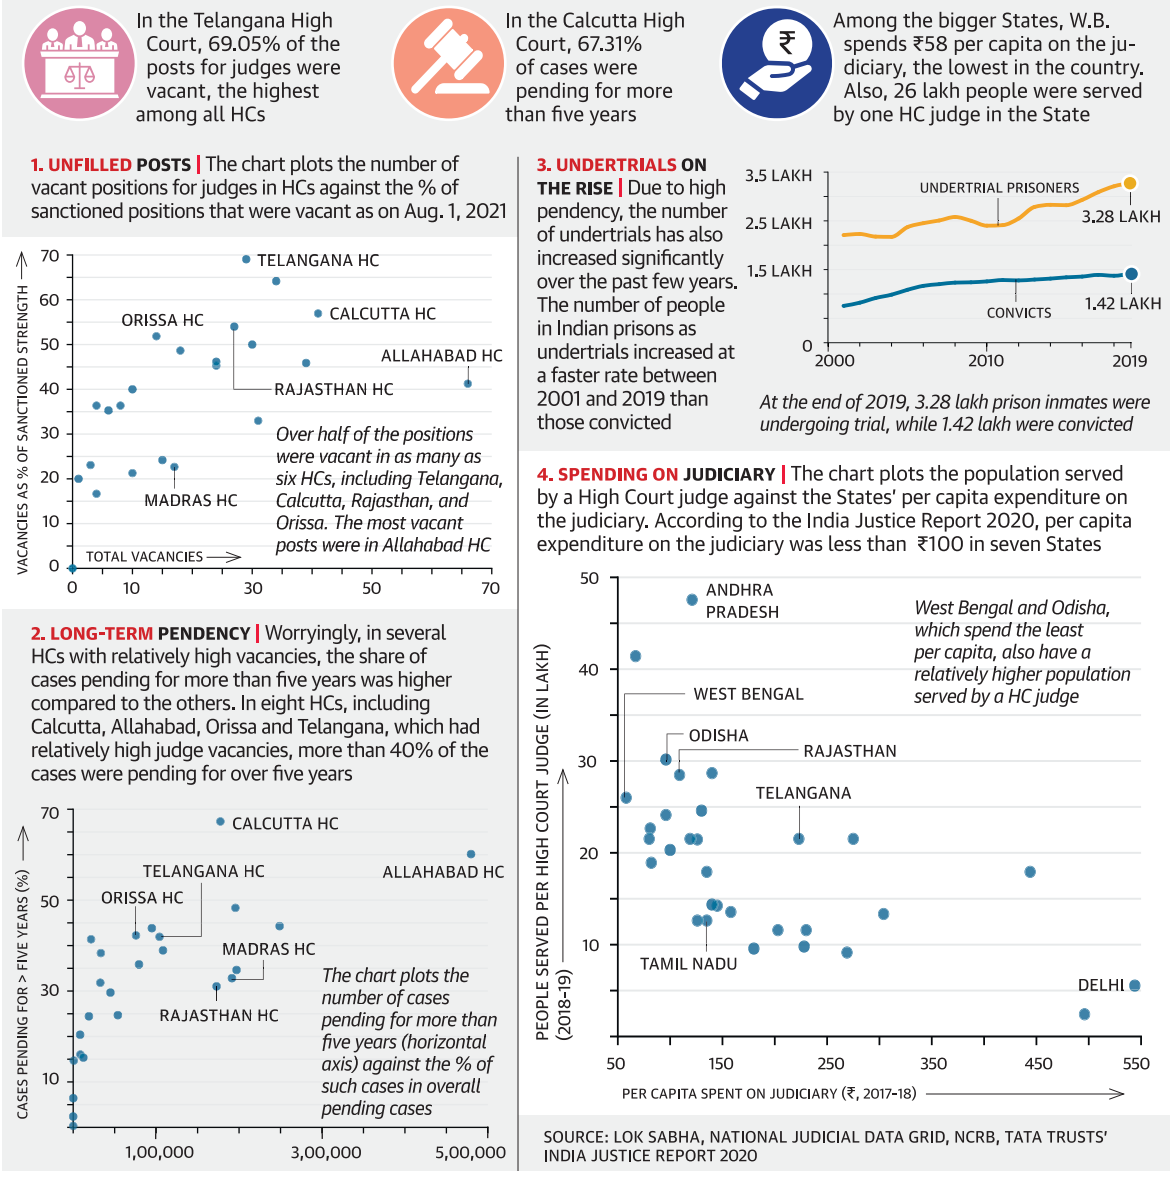 In the Telangana High
Court, 69.05% of the
posts for judges were
vacant, the highest
among all HCs
In the Calcutta High
Court, 67.31%
of cases were
pending for more
than five years
₹
Among the bigger States, W.B.
spends ₹58 per capita on the ju-
diciary, the lowest in the country.
Also, 26 lakh people were served
by one HC judge in the State
1. UNFILLED POSTS | The chart plots the number of
vacant positions for judges in HCs against the % of
sanctioned positions that were vacant as on Aug. 1, 2021
VACANCIES AS % OF SANCTIONED STRENGTH
70
60
50
40
30
20
10
0
TELANGANA HC
CALCUTTA HC
ORISSA HC
ALLAHABAD HC
RAJASTHAN HC
MADRAS HC
Over half of the positions
were vacant in as many as
six HCs, including Telangana,
Calcutta, Rajasthan, and
Orissa. The most vacant
posts were in Allahabad HC
TOTAL VACANCIES
0 10 30 50 70
2. LONG-TERM PENDENCY | Worryingly, in several
HCs with relatively high vacancies, the share of
cases pending for more than five years was higher
compared to the others. In eight HCs, including
Calcutta, Allahabad, Orissa and Telangana, which had
relatively high judge vacancies, more than 40% of the
cases were pending for over five years
CASES PENDING FOR > FIVE YEARS (%)
70
50
30
10
CALCUTTA HC
ALLAHABAD HC
TELANGANA HC
ORISSA HC
MADRAS HC
RAJASTHAN HC
The chart plots the
number of cases
pending for more than
five years (horizontal
axis) against the % of
such cases in overall
pending cases
1,00,000 3,00,000 5,00,000
3. UNDERTRIALS ON
THE RISE | Due to high
pendency, the number
of undertrials has also
increased significantly
over the past few years.
The number of people
in Indian prisons as
undertrials increased at
a faster rate between
2001 and 2019 than
those convicted
3.5 LAKH
2.5 LAKH
1.5 LAKH
0
UNDERTRIAL PRISONERS
3.28 LAKH
1.42 LAKH
CONVICTS
2000 2010 2019
At the end of 2019, 3.28 lakh prison inmates were
undergoing trial, while 1.42 lakh were convicted
4. SPENDING ON JUDICIARY | The chart plots the population served
by a High Court judge against the States' per capita expenditure on
the judiciary. According to the India Justice Report 2020, per capita
expenditure on the judiciary was less than ₹100 in seven States
PEOPLE SERVED PER HIGH COURT JUDGE (IN LAKH)
(2018-19)
50
40
30
20
10
ANDHRA
PRADESH
West Bengal and Odisha,
which spend the least
per capita, also have a
relatively higher population
served by a HC judge
WEST BENGAL
ODISHA
RAJASTHAN
TELANGANA
TAMIL NADU
DELHI
50 150 250 350 450 550
PER CAPITA SPENT ON JUDICIARY (₹, 2017-18)
SOURCE: LOK SABHA, NATIONAL JUDICIAL DATA GRID, NCRB, TATA TRUSTS'
INDIA JUSTICE REPORT 2020